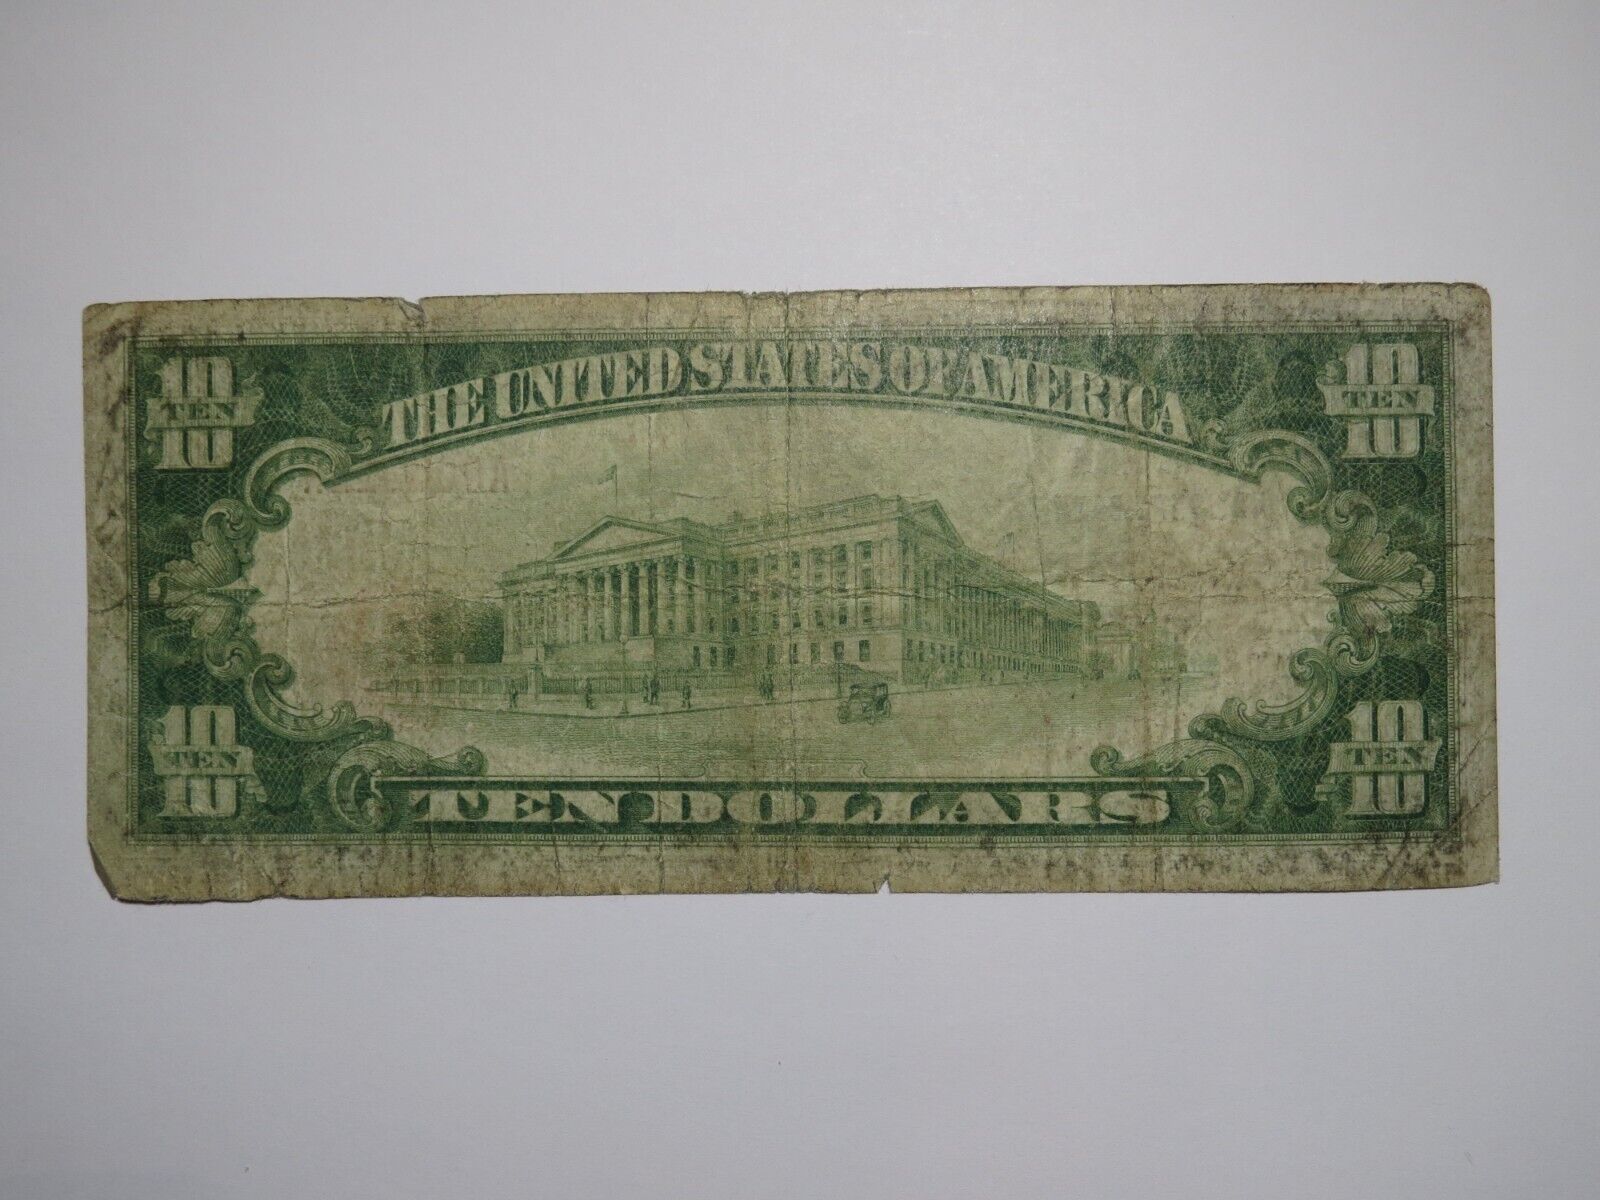 10 TEN 10
THE UNITED STATES OF AMERICA
10 TEN 10
10 TEN 10
TEN DOLLARS
10 TEN 10